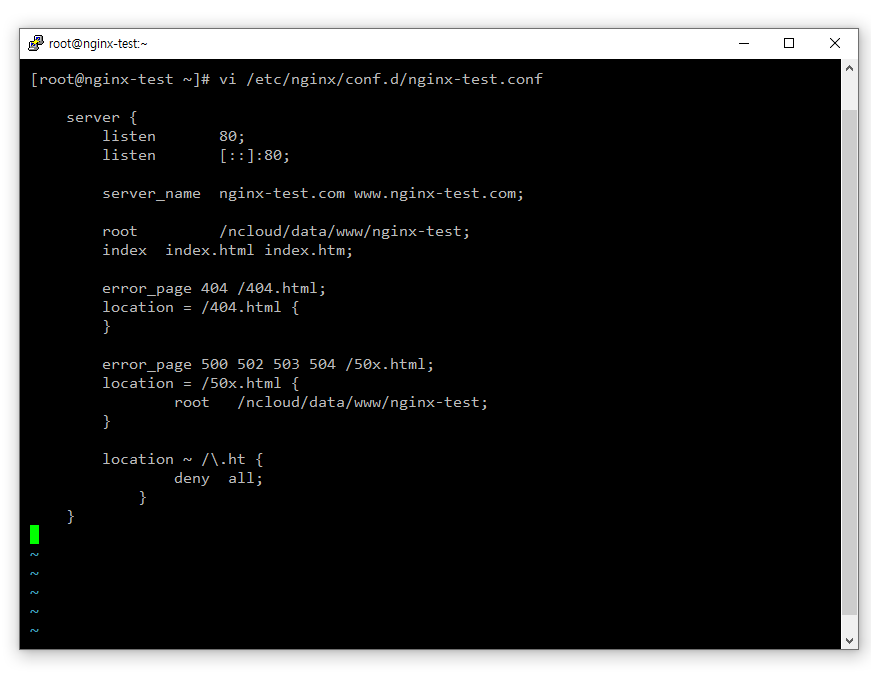 root@nginx-test:~
[root@nginx-test ~]# vi /etc/nginx/conf.d/nginx-test.conf
    server {
        listen       80;
        listen       [::]:80;
        server_name  nginx-test.com www.nginx-test.com;
        root         /ncloud/data/www/nginx-test;
        index  index.html index.htm;
        error_page 404 /404.html;
        location = /404.html {
        }
        error_page 500 502 503 504 /50x.html;
        location = /50x.html {
                root   /ncloud/data/www/nginx-test;
        }
        location ~ /\.ht {
                deny  all;
            }
    }
~
~
~
~
~